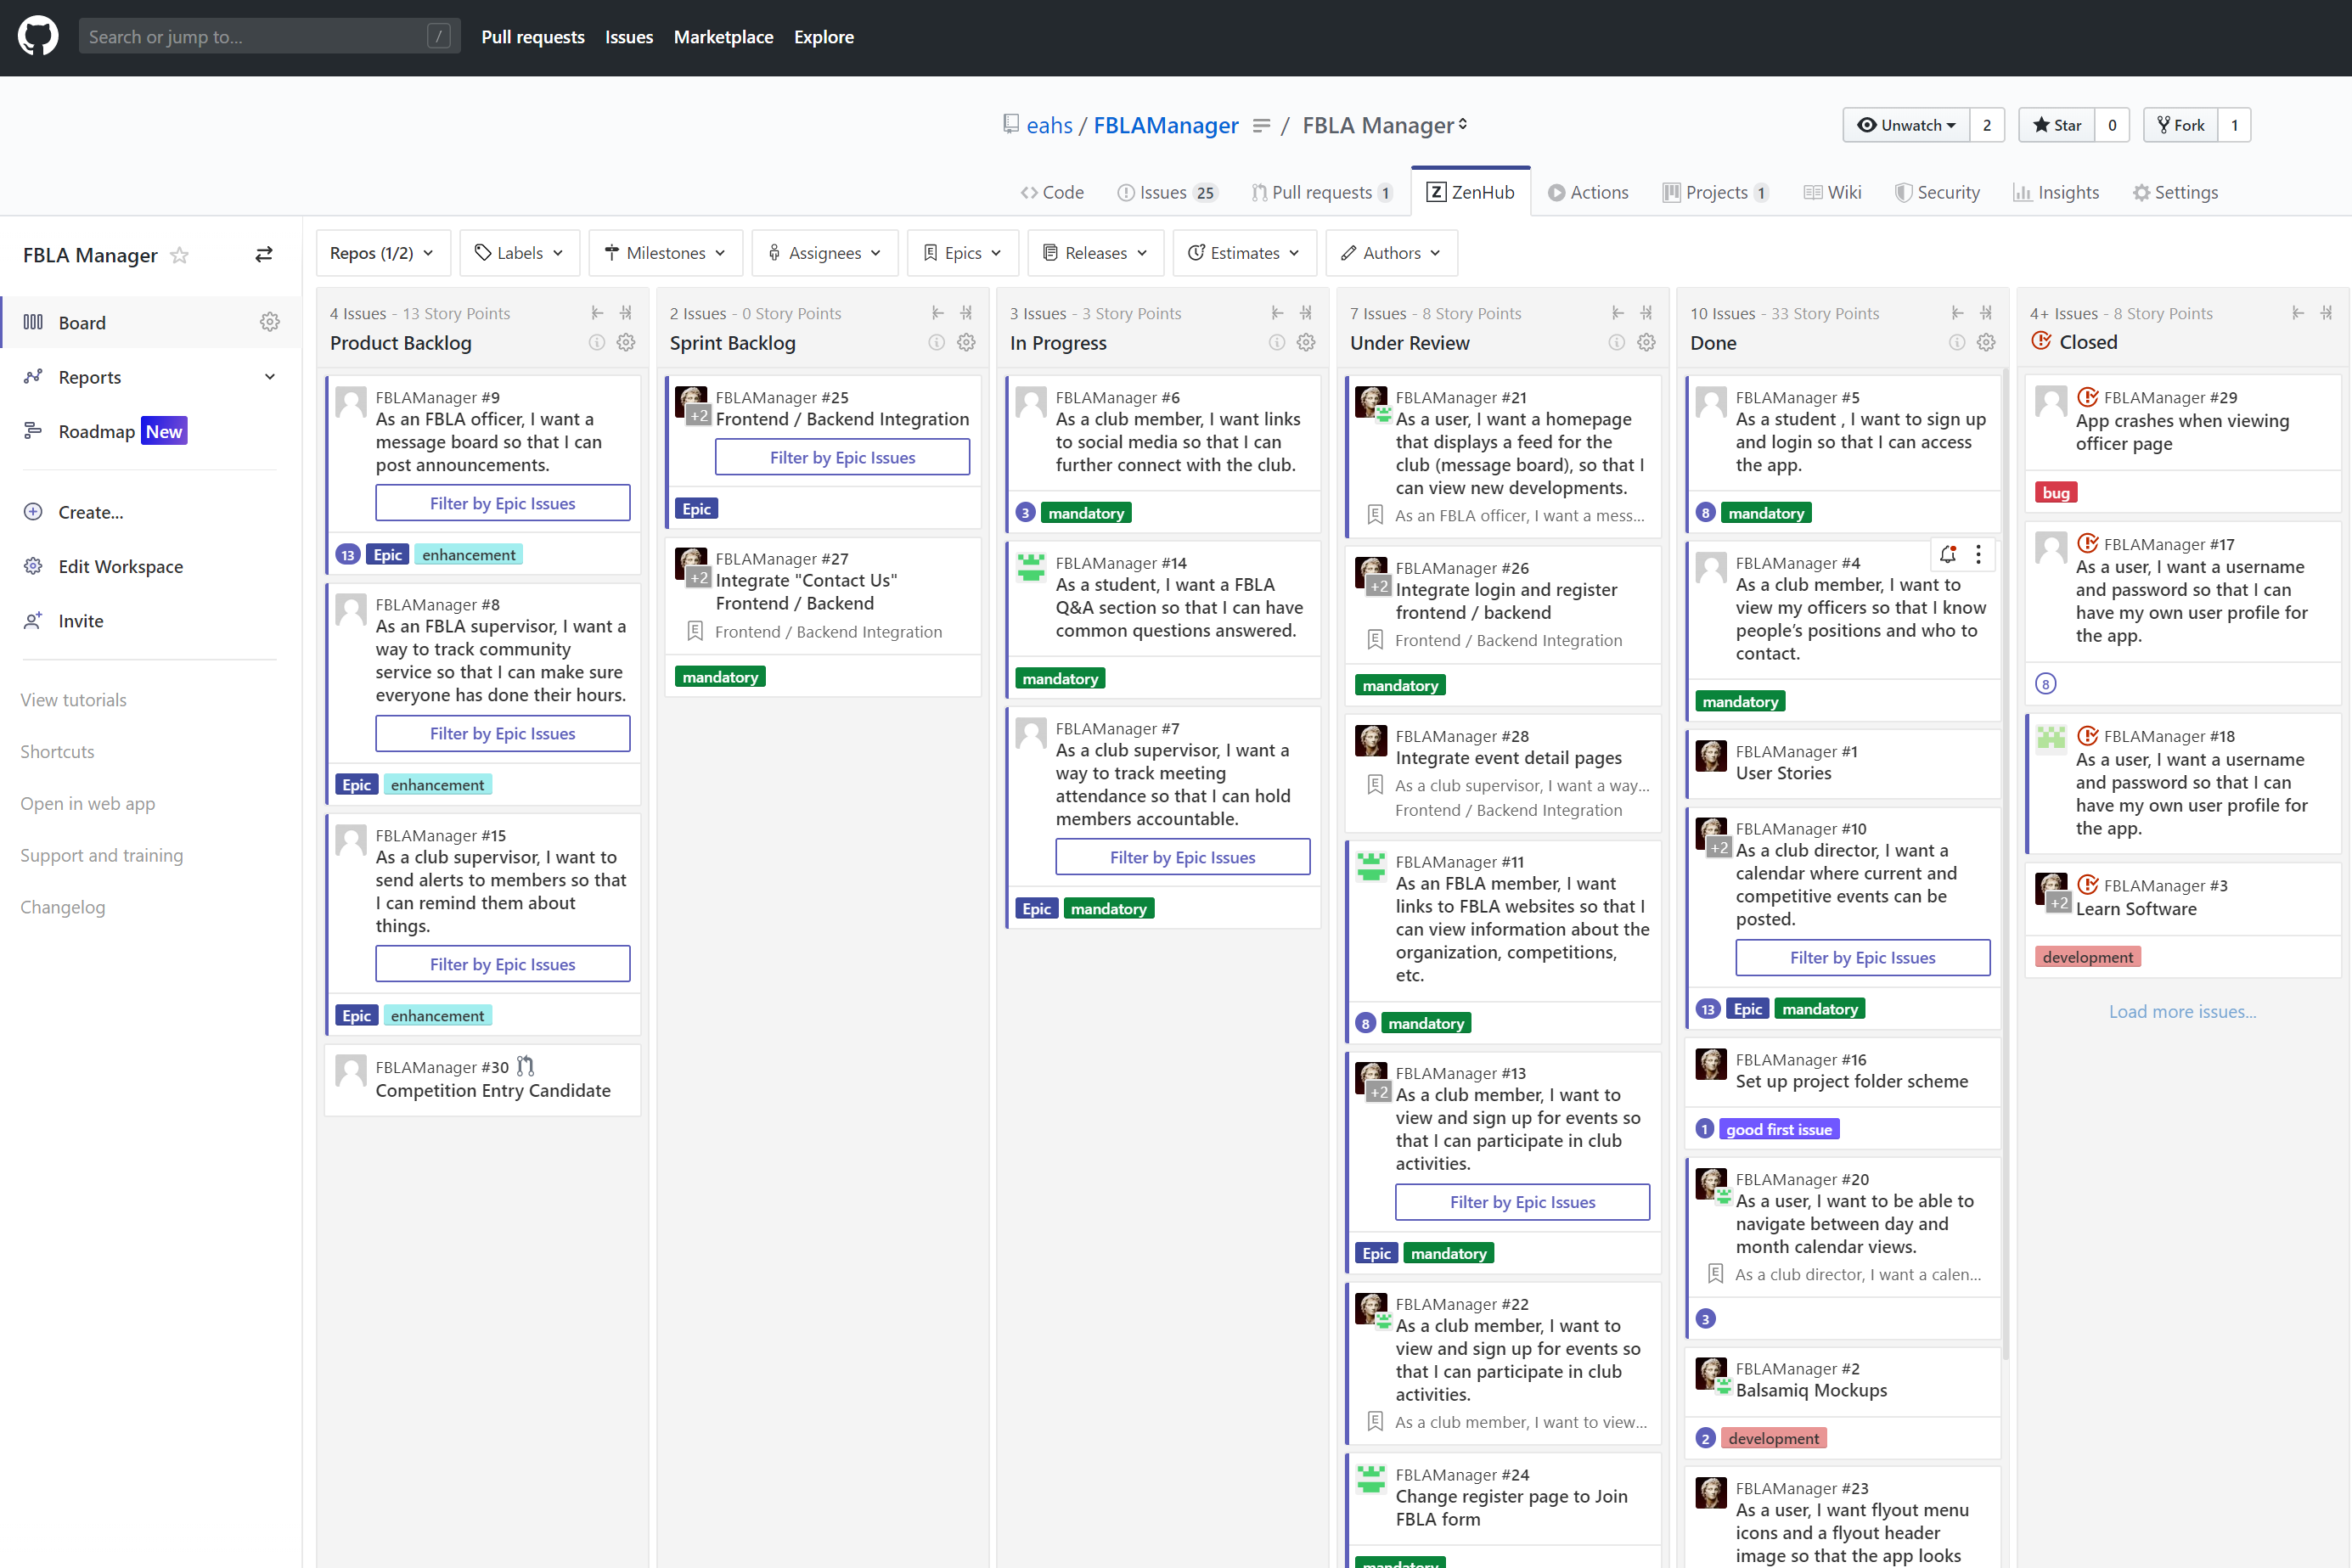 Search or jump to...
/
Pull requests
Issues
Marketplace
Explore
eahs / FBLAManager / FBLA Manager
Unwatch 2
Star 0
Fork 1
Code
Issues 25
Pull requests 1
ZenHub
Actions
Projects 1
Wiki
Security
Insights
Settings
FBLA Manager
Board
Reports
Roadmap New
Create...
Edit Workspace
Invite
View tutorials
Shortcuts
Open in web app
Support and training
Changelog
Repos (1/2)
Labels
Milestones
Assignees
Epics
Releases
Estimates
Authors
4 Issues - 13 Story Points
Product Backlog
FBLAManager #9
As an FBLA officer, I want a
message board so that I can
post announcements.
Filter by Epic Issues
13 Epic enhancement
FBLAManager #8
As an FBLA supervisor, I want a
way to track community
service so that I can make sure
everyone has done their hours.
Filter by Epic Issues
Epic enhancement
FBLAManager #15
As a club supervisor, I want to
send alerts to members so that
I can remind them about
things.
Filter by Epic Issues
Epic enhancement
FBLAManager #30
Competition Entry Candidate
2 Issues - 0 Story Points
Sprint Backlog
+2
FBLAManager #25
Frontend / Backend Integration
Filter by Epic Issues
Epic
+2
FBLAManager #27
Integrate "Contact Us"
Frontend / Backend
Frontend / Backend Integration
mandatory
3 Issues - 3 Story Points
In Progress
FBLAManager #6
As a club member, I want links
to social media so that I can
further connect with the club.
3 mandatory
FBLAManager #14
As a student, I want a FBLA
Q&A section so that I can have
common questions answered.
mandatory
FBLAManager #7
As a club supervisor, I want a
way to track meeting
attendance so that I can hold
members accountable.
Filter by Epic Issues
Epic mandatory
7 Issues - 8 Story Points
Under Review
FBLAManager #21
As a user, I want a homepage
that displays a feed for the
club (message board), so that I
can view new developments.
As an FBLA officer, I want a mess...
+2
FBLAManager #26
Integrate login and register
frontend / backend
Frontend / Backend Integration
mandatory
FBLAManager #28
Integrate event detail pages
As a club supervisor, I want a way...
Frontend / Backend Integration
FBLAManager #11
As an FBLA member, I want
links to FBLA websites so that I
can view information about the
organization, competitions,
etc.
8 mandatory
+2
FBLAManager #13
As a club member, I want to
view and sign up for events so
that I can participate in club
activities.
Filter by Epic Issues
Epic mandatory
FBLAManager #22
As a club member, I want to
view and sign up for events so
that I can participate in club
activities.
As a club member, I want to view...
FBLAManager #24
Change register page to Join
FBLA form
mandatory
10 Issues - 33 Story Points
Done
FBLAManager #5
As a student , I want to sign up
and login so that I can access
the app.
8 mandatory
FBLAManager #4
As a club member, I want to
view my officers so that I know
people’s positions and who to
contact.
mandatory
FBLAManager #1
User Stories
+2
FBLAManager #10
As a club director, I want a
calendar where current and
competitive events can be
posted.
Filter by Epic Issues
13 Epic mandatory
FBLAManager #16
Set up project folder scheme
1 good first issue
FBLAManager #20
As a user, I want to be able to
navigate between day and
month calendar views.
As a club director, I want a calen...
3
FBLAManager #2
Balsamiq Mockups
2 development
FBLAManager #23
As a user, I want flyout menu
icons and a flyout header
image so that the app looks
4+ Issues - 8 Story Points
Closed
FBLAManager #29
App crashes when viewing
officer page
bug
FBLAManager #17
As a user, I want a username
and password so that I can
have my own user profile for
the app.
8
FBLAManager #18
As a user, I want a username
and password so that I can
have my own user profile for
the app.
+2
FBLAManager #3
Learn Software
development
Load more issues...